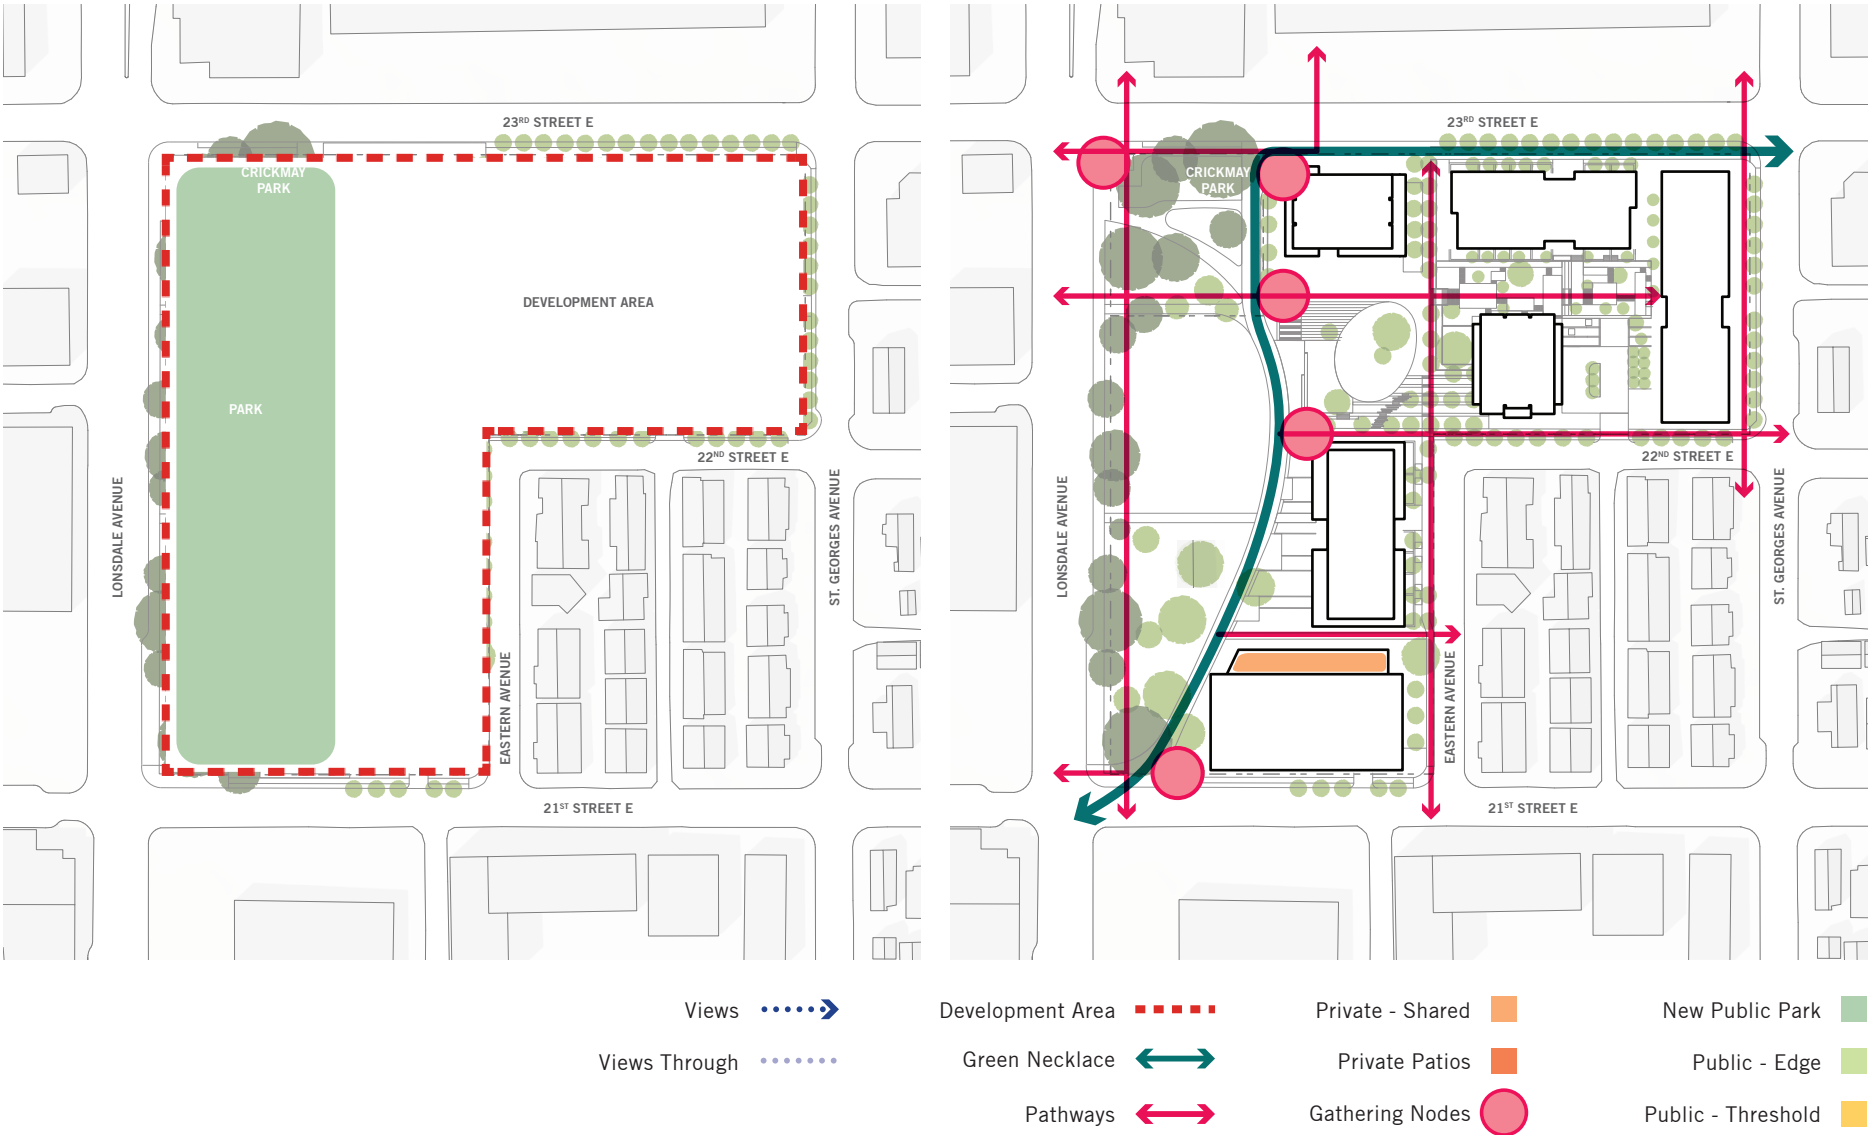 23RD STREET E
CRICKMAY
PARK
DEVELOPMENT AREA
PARK
22ND STREET E
LONSDALE AVENUE
ST. GEORGES AVENUE
EASTERN AVENUE
21ST STREET E
23RD STREET E
CRICKMAY
PARK
22ND STREET E
LONSDALE AVENUE
ST. GEORGES AVENUE
EASTERN AVENUE
21ST STREET E
Views
Views Through
Development Area
Green Necklace
Pathways
Private - Shared
Private Patios
Gathering Nodes
New Public Park
Public - Edge
Public - Threshold